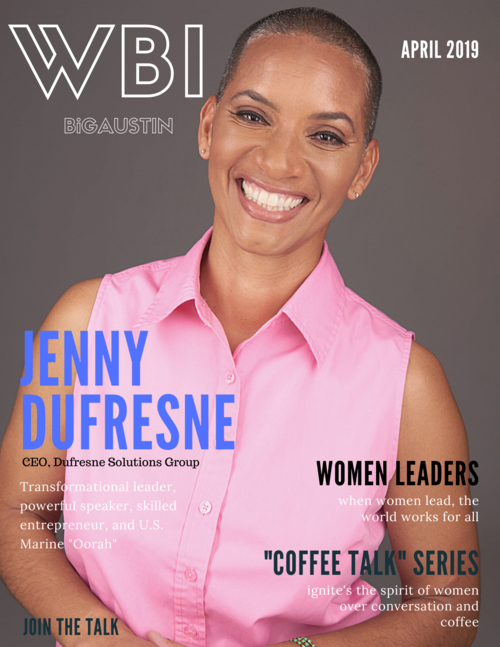 WBI
APRIL 2019
BiGAUSTIN
JENNY
DUFRESNE
CEO, Dufresne Solutions Group
Transformational leader,
powerful speaker, skilled
entrepreneur, and U.S.
Marine "Oorah"
WOMEN LEADERS
when women lead, the
world works for all
"COFFEE TALK" SERIES
ignite's the spirit of women
over conversation and
coffee
JOIN THE TALK